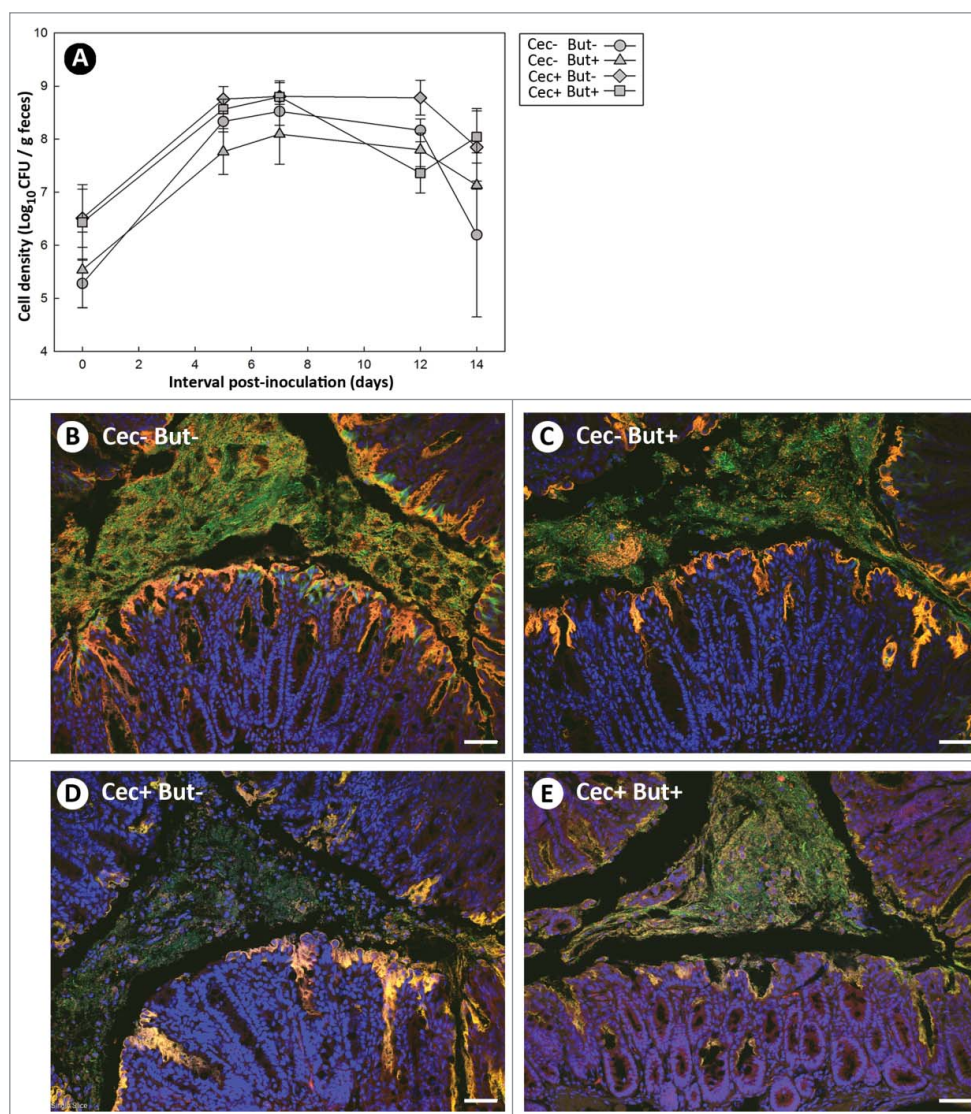 A
10
9
8
7
6
5
4
Cell density (Log10CFU / g feces)
0 2 4 6 8 10 12 14
Interval post-inoculation (days)
Cec- But-
Cec- But+
Cec+ But-
Cec+ But+
B Cec- But-
C Cec- But+
D Cec+ But-
E Cec+ But+